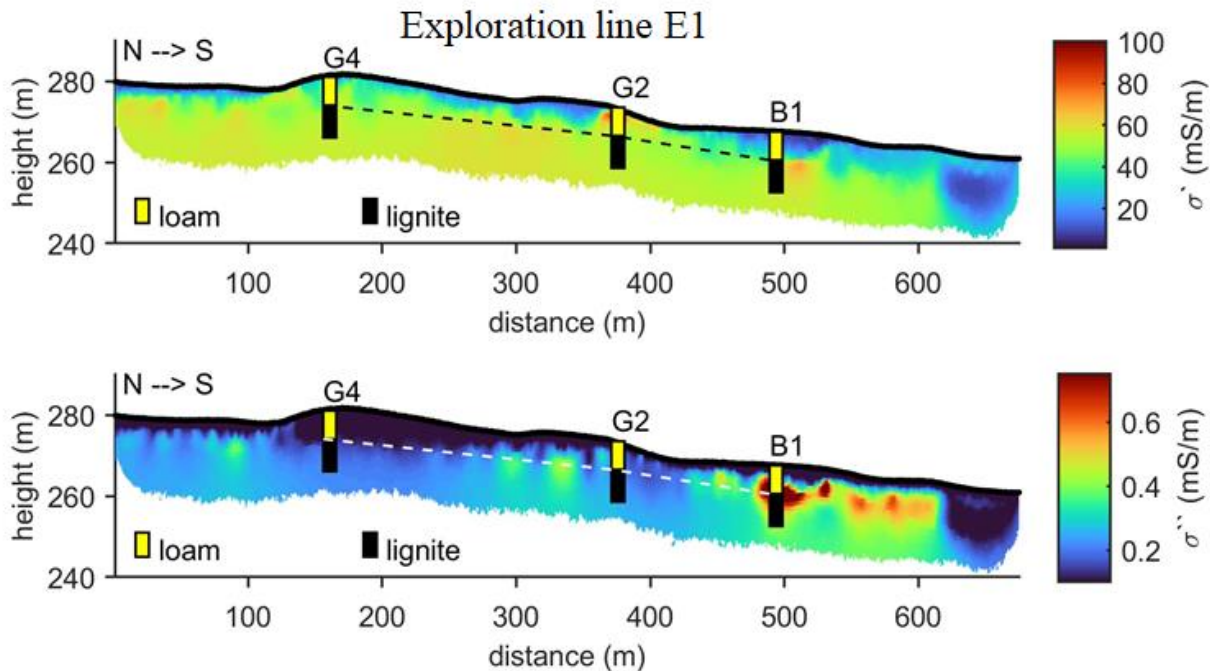 Exploration line E1
N --> S
G4
G2
B1
280
260
240
height (m)
loam
lignite
100
200
300
400
500
600
distance (m)
100
80
60
40
20
σ` (mS/m)
N --> S
G4
G2
B1
280
260
240
height (m)
loam
lignite
100
200
300
400
500
600
distance (m)
0.6
0.4
0.2
σ`` (mS/m)